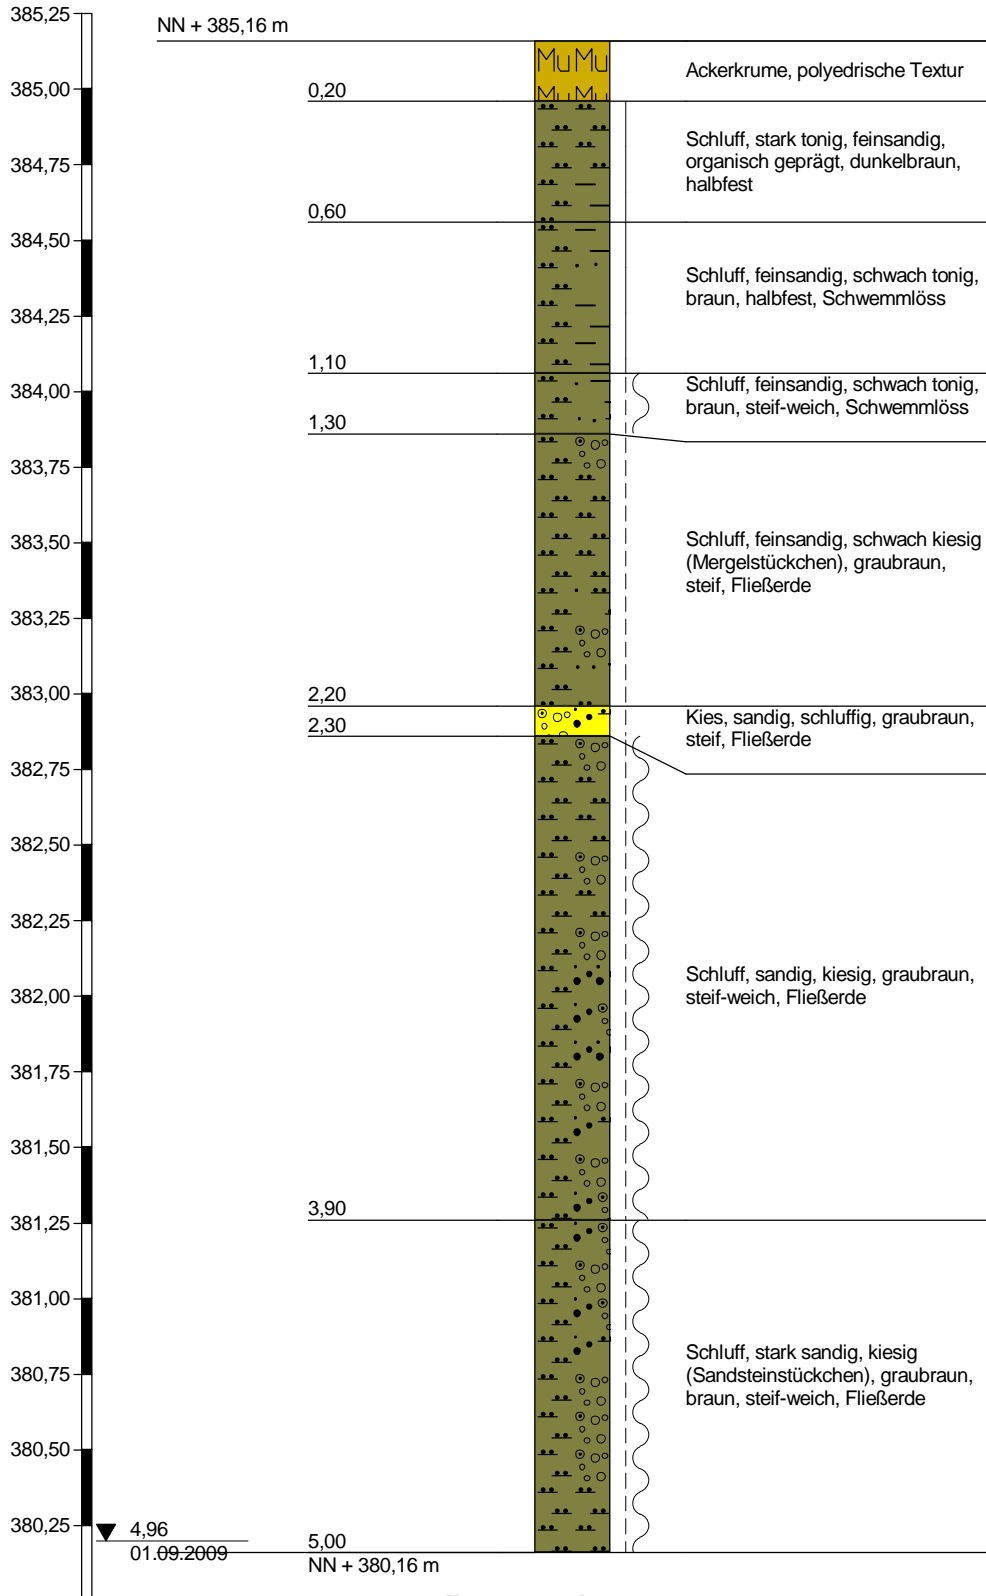 385,25
NN + 385,16 m
Mu Mu
Ackerkrume, polyedrische Textur
385,00
0,20
Mu Mu
Schluff, stark tonig, feinsandig,
organisch geprägt, dunkelbraun,
halbfest
384,75
0,60
384,50
Schluff, feinsandig, schwach tonig,
braun, halbfest, Schwemmlöss
384,25
1,10
384,00
Schluff, feinsandig, schwach tonig,
braun, steif-weich, Schwemmlöss
1,30
383,75
383,50
Schluff, feinsandig, schwach kiesig
(Mergelstückchen), graubraun,
steif, Fließerde
383,25
383,00
2,20
Kies, sandig, schluffig, graubraun,
steif, Fließerde
2,30
382,75
382,50
382,25
382,00
Schluff, sandig, kiesig, graubraun,
steif-weich, Fließerde
381,75
381,50
3,90
381,25
381,00
Schluff, stark sandig, kiesig
(Sandsteinstückchen), graubraun,
braun, steif-weich, Fließerde
380,75
380,50
380,25
4,96
01.09.2009
5,00
NN + 380,16 m